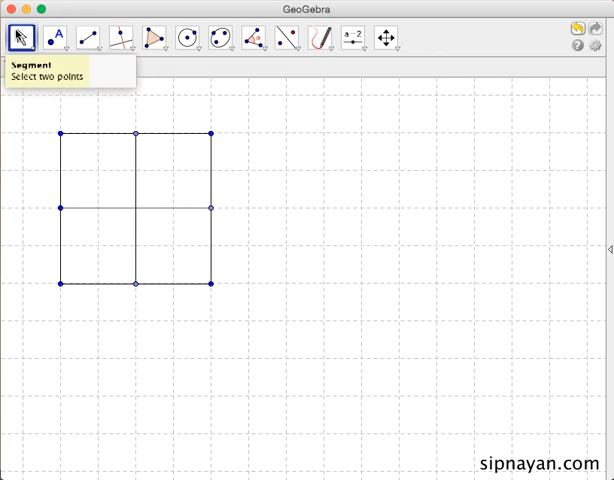 GeoGebra
A
a=2
?
Segment
Select two points
sipnayan.com